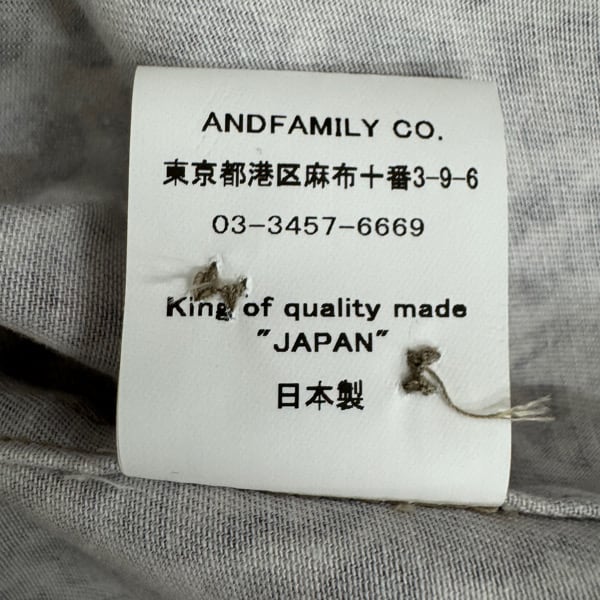 ANDFAMILY CO.
東京都港区麻布十番3-9-6
03-3457-6669
King of quality made
"JAPAN"
日本製